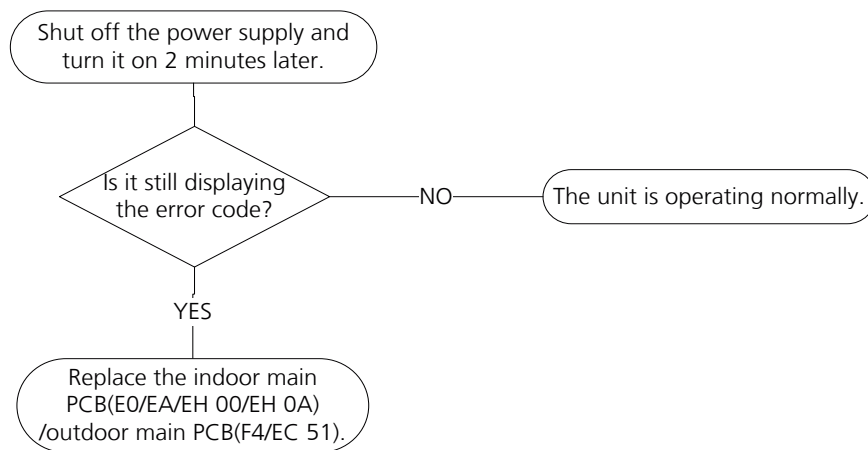 Shut off the power supply and
turn it on 2 minutes later.
Is it still displaying
the error code?
NO
The unit is operating normally.
YES
Replace the indoor main
PCB(E0/EA/EH 00/EH 0A)
/outdoor main PCB(F4/EC 51).